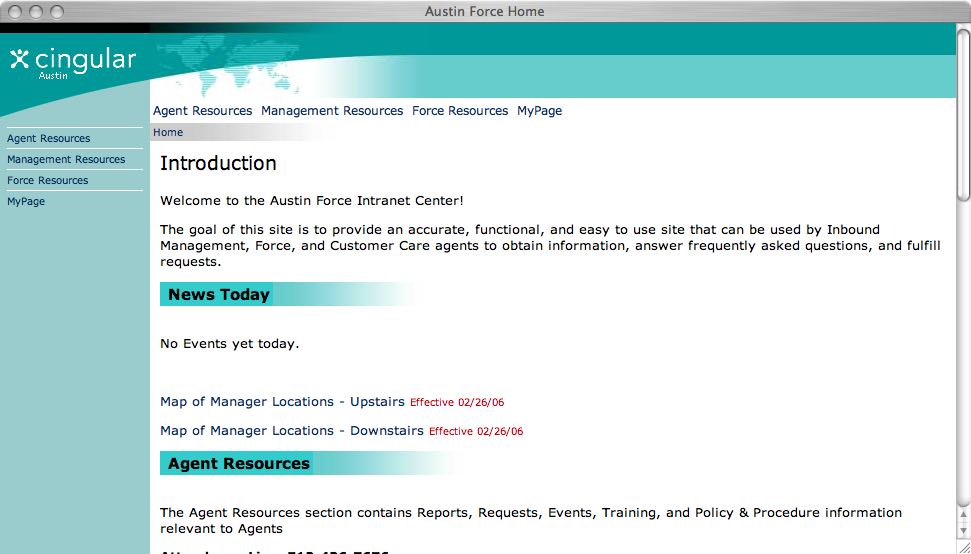 Austin Force Home
cingular
Austin
Agent Resources Management Resources Force Resources MyPage
Home
Agent Resources
Management Resources
Force Resources
MyPage
Introduction
Welcome to the Austin Force Intranet Center!
The goal of this site is to provide an accurate, functional, and easy to use site that can be used by Inbound
Management, Force, and Customer Care agents to obtain information, answer frequently asked questions, and fulfill
requests.
News Today
No Events yet today.
Map of Manager Locations - Upstairs Effective 02/26/06
Map of Manager Locations - Downstairs Effective 02/26/06
Agent Resources
The Agent Resources section contains Reports, Requests, Events, Training, and Policy & Procedure information
relevant to Agents